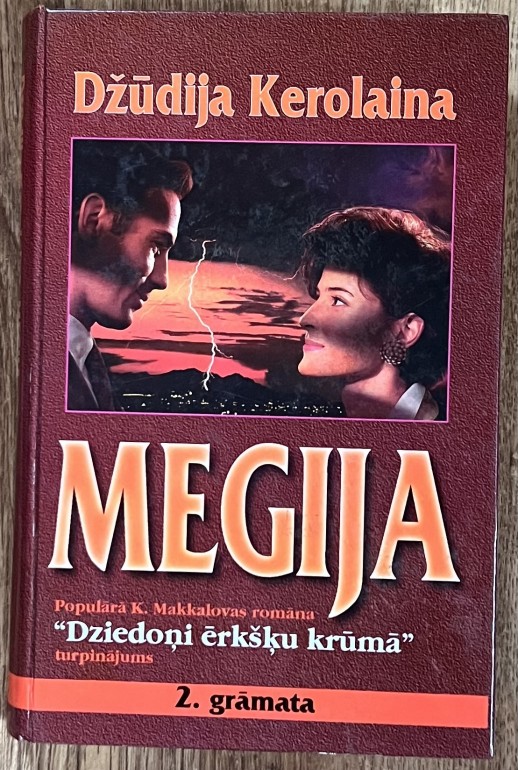 Džūdija Kerolaina
MEGIJA
Populārā K. Makkalovas romāna
“Dziedoņi ērkšķu krūmā”
turpinājums
2. grāmata